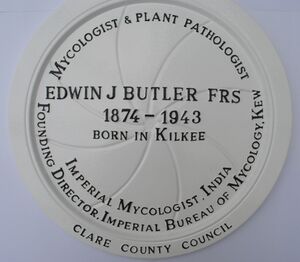 MYCOLOGIST & PLANT PATHOLOGIST
EDWIN J BUTLER FRS
1874 - 1943
BORN IN KILKEE
IMPERIAL MYCOLOGIST, INDIA
FOUNDING DIRECTOR, IMPERIAL BUREAU OF MYCOLOGY, KEW
CLARE COUNTY COUNCIL